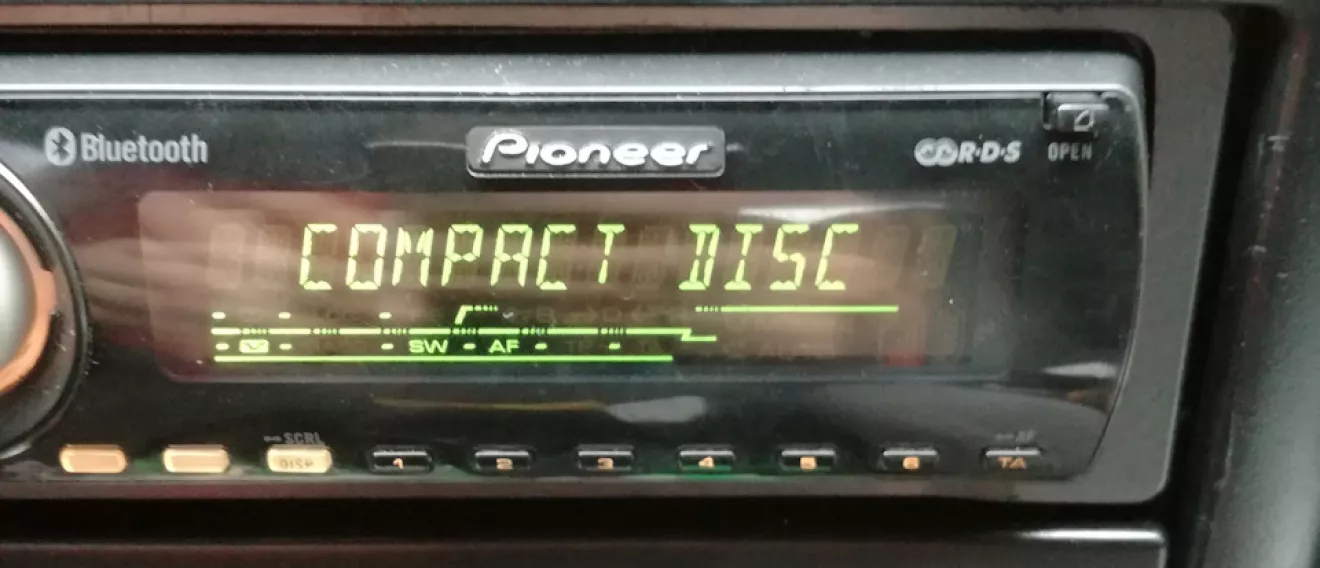 Bluetooth
Pioneer
R·D·S
OPEN
COMPACT DISC
SW AF
SCRL
AF
DISP
1 2 3 4 5 6 TA